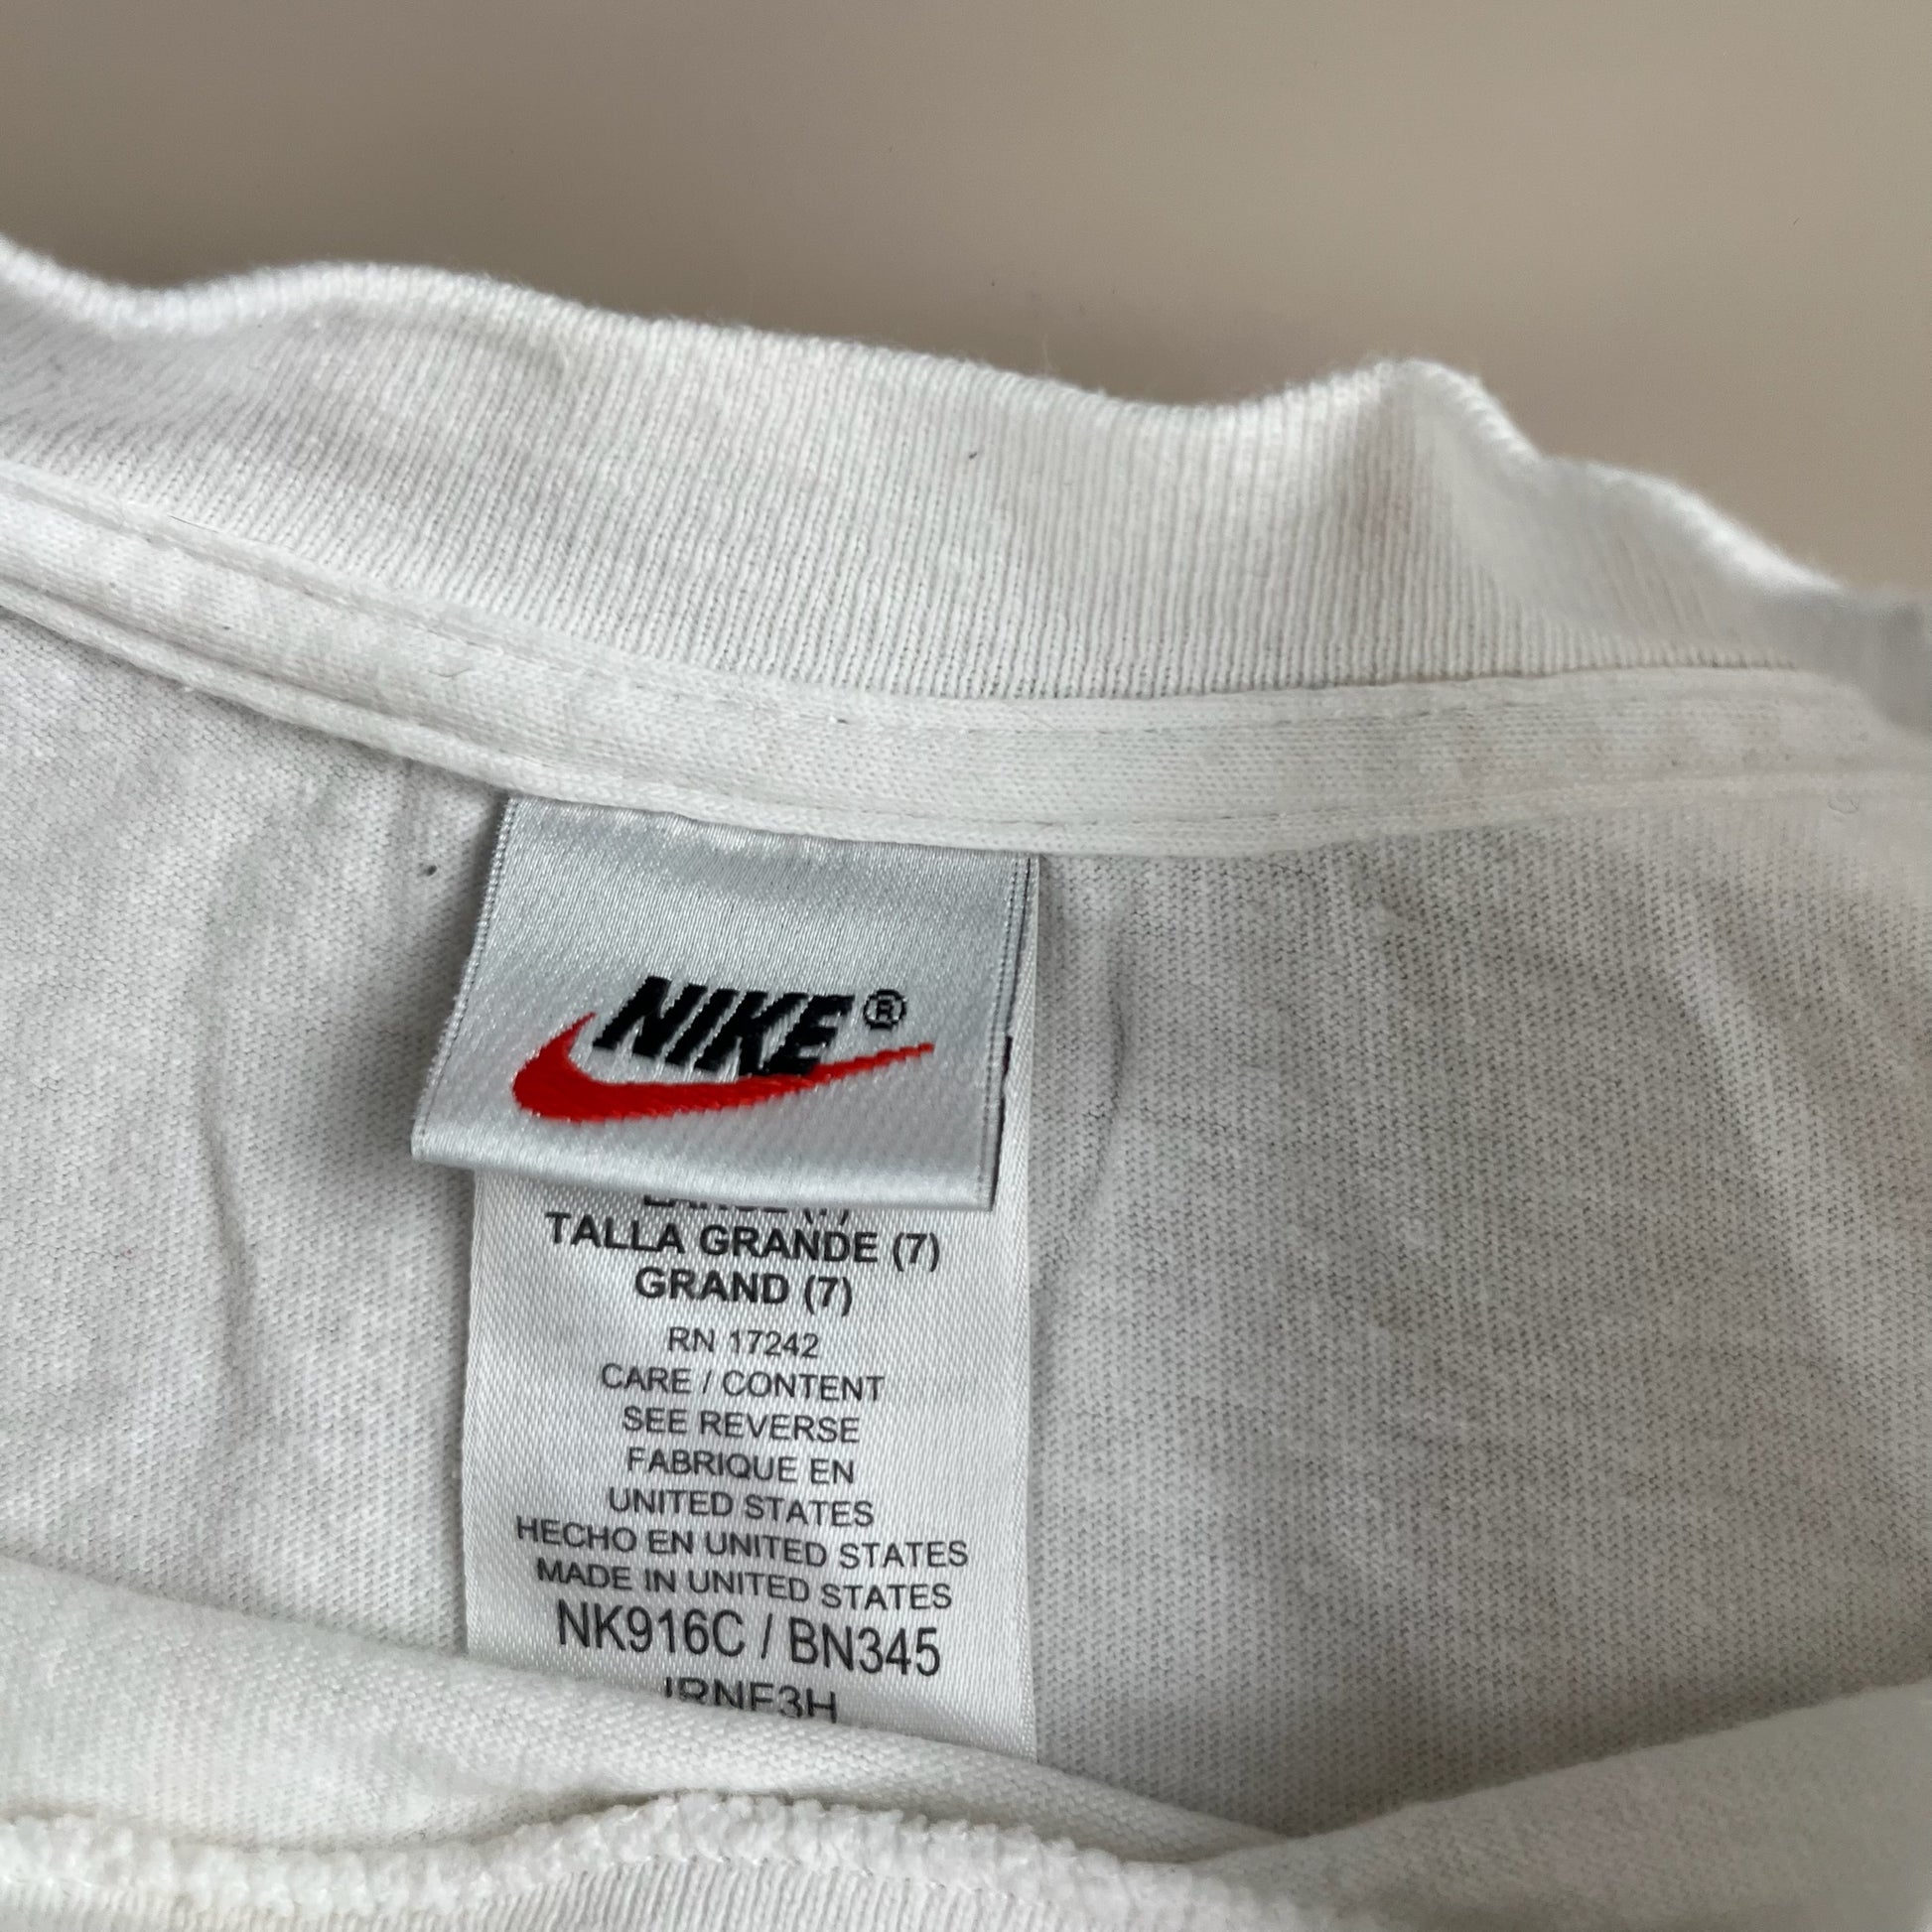 NIKE®
TALLA GRANDE (7)
GRAND (7)
RN 17242
CARE / CONTENT
SEE REVERSE
FABRIQUE EN
UNITED STATES
HECHO EN UNITED STATES
MADE IN UNITED STATES
NK916C / BN345